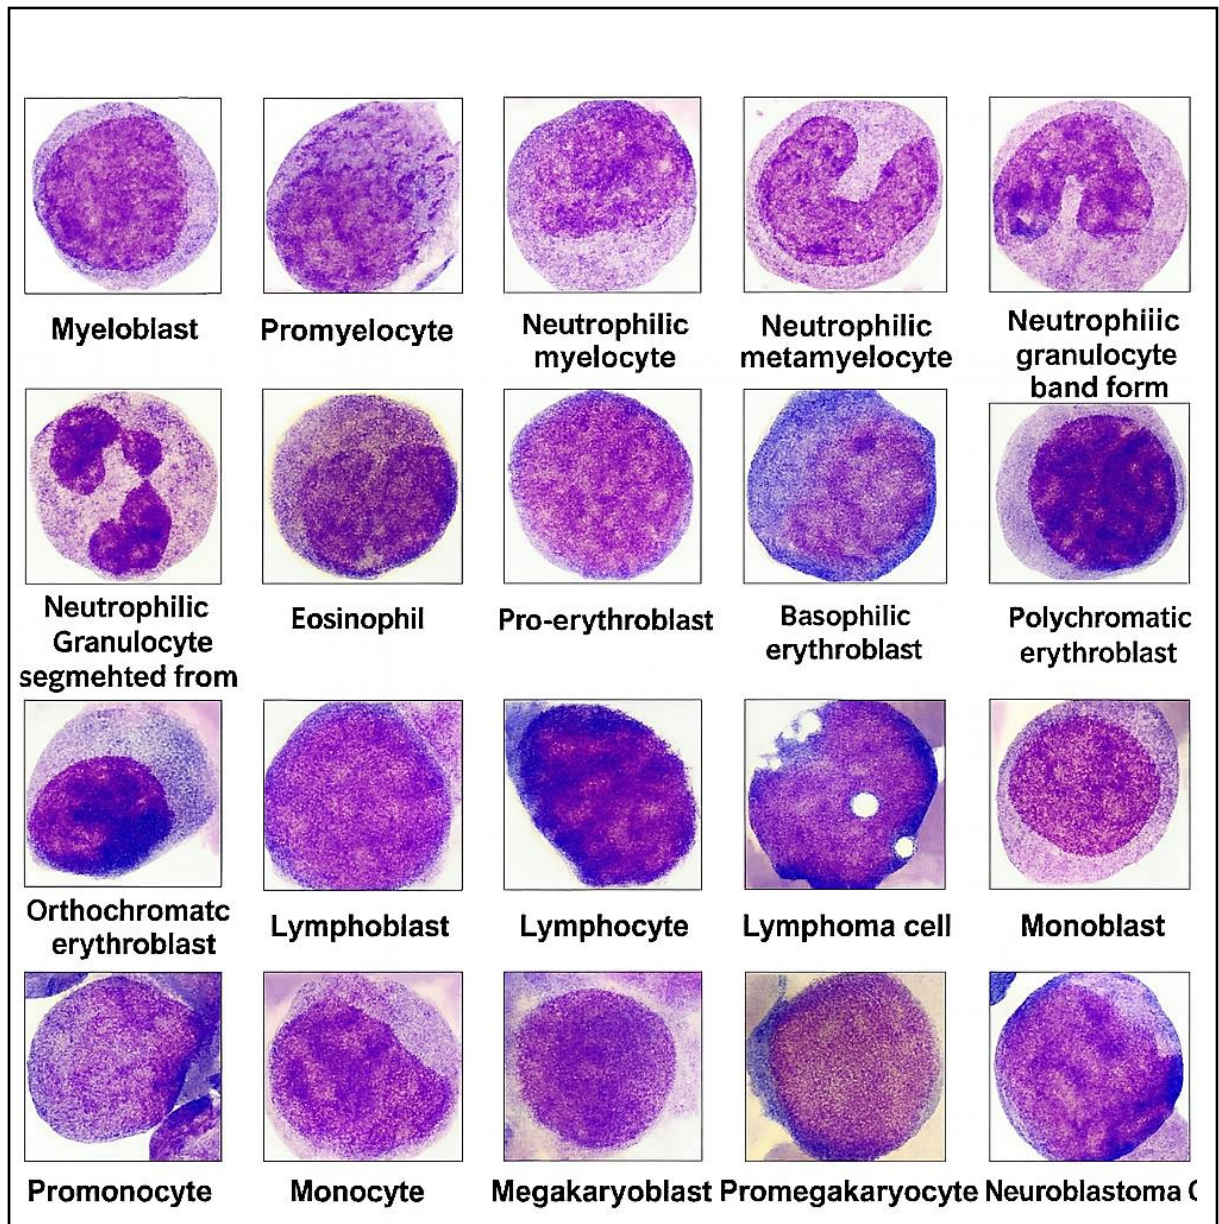 Myeloblast
Promyelocyte
Neutrophilic
myelocyte
Neutrophilic
metamyelocyte
Neutrophiiic
granulocyte
band form
Neutrophilic
Granulocyte
segmehted from
Eosinophil
Pro-erythroblast
Basophilic
erythroblast
Polychromatic
erythroblast
Orthochromatc
erythroblast
Lymphoblast
Lymphocyte
Lymphoma cell
Monoblast
Promonocyte
Monocyte
Megakaryoblast
Promegakaryocyte
Neuroblastoma